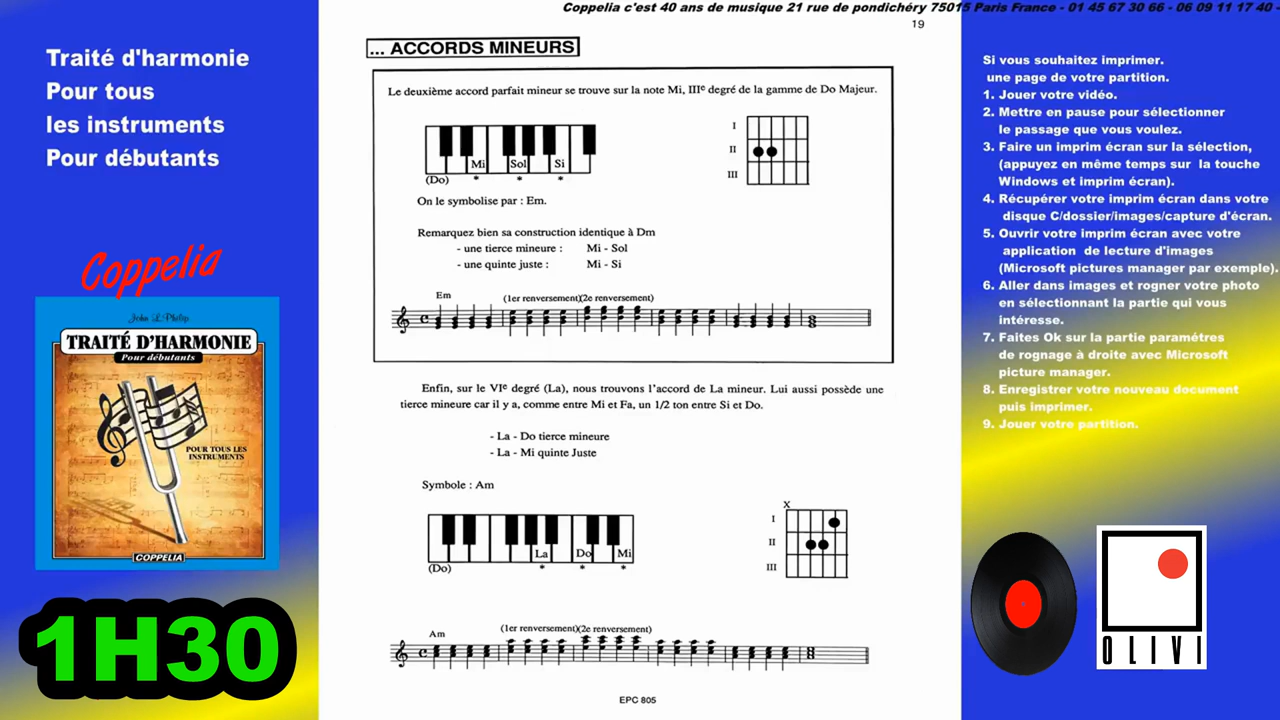 Coppelia c'est 40 ans de musique 21 rue de pondichéry 75015 Paris France - 01 45 67 30 66 - 06 09 11 17 40 -
Traité d'harmonie
Pour tous
les instruments
Pour débutants
Coppelia
John L. Philip
TRAITÉ D'HARMONIE
Pour débutants
POUR TOUS LES
INSTRUMENTS
COPPELIA
1H30
19
... ACCORDS MINEURS
Le deuxième accord parfait mineur se trouve sur la note Mi, IIIe degré de la gamme de Do Majeur.
Mi Sol Si
(Do) * * *
I
II
III
On le symbolise par : Em.
Remarquez bien sa construction identique à Dm
- une tierce mineure : Mi - Sol
- une quinte juste : Mi - Si
Em (1er renversement)(2e renversement)
Enfin, sur le VIe degré (La), nous trouvons l'accord de La mineur. Lui aussi possède une
tierce mineure car il y a, comme entre Mi et Fa, un 1/2 ton entre Si et Do.
- La - Do tierce mineure
- La - Mi quinte Juste
Symbole : Am
La Do Mi
(Do) * * *
X
I
II
III
Am (1er renversement)(2e renversement)
EPC 805
Si vous souhaitez imprimer.
une page de votre partition.
1. Jouer votre vidéo.
2. Mettre en pause pour sélectionner
le passage que vous voulez.
3. Faire un imprim écran sur la sélection,
(appuyez en même temps sur la touche
Windows et imprim écran).
4. Récupérer votre imprim écran dans votre
disque C/dossier/images/capture d'écran.
5. Ouvrir votre imprim écran avec votre
application de lecture d'images
(Microsoft pictures manager par exemple).
6. Aller dans images et rogner votre photo
en sélectionnant la partie qui vous
intéresse.
7. Faites Ok sur la partie paramétres
de rognage à droite avec Microsoft
picture manager.
8. Enregistrer votre nouveau document
puis imprimer.
9. Jouer votre partition.
OLIVI